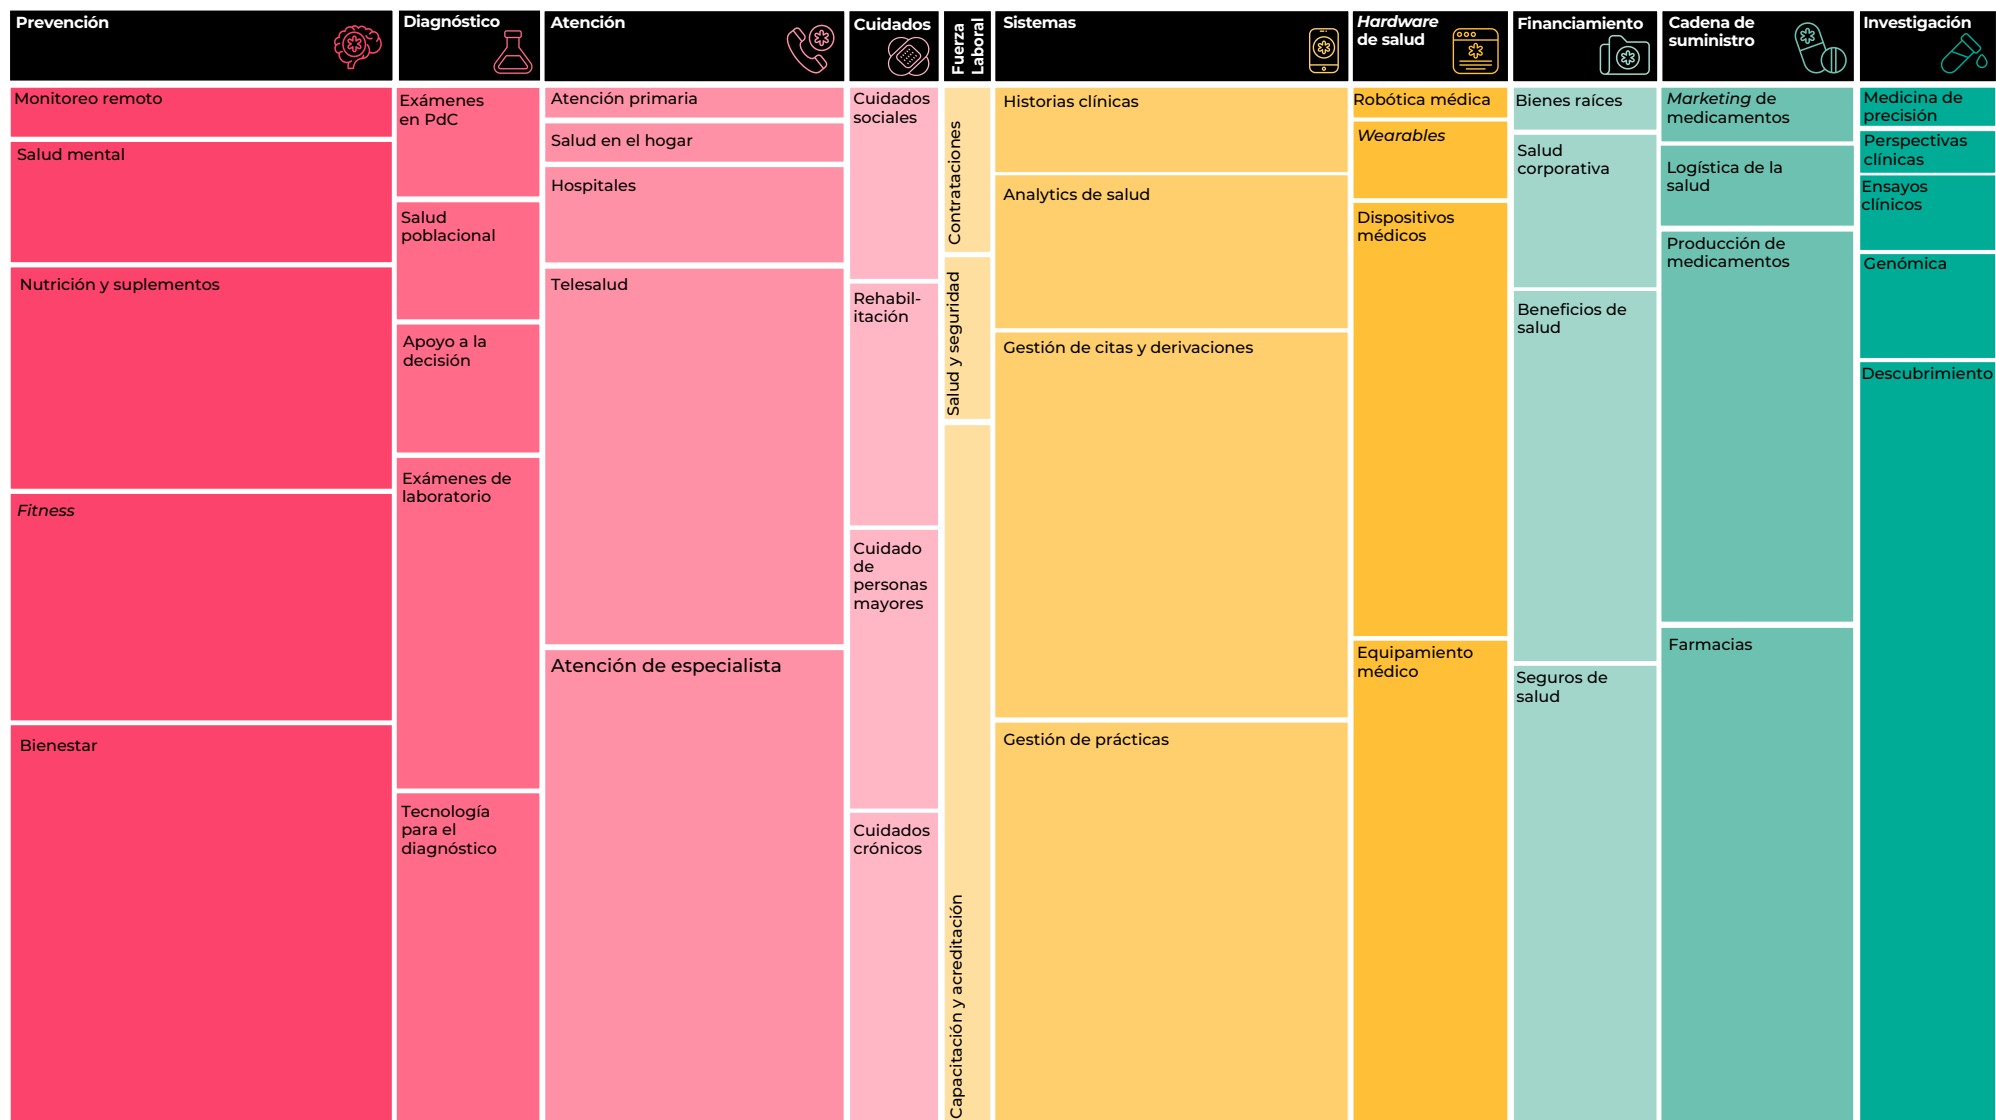 Prevención
Monitoreo remoto
Salud mental
Nutrición y suplementos
Fitness
Bienestar
Diagnóstico
Exámenes
en PdC
Salud
poblacional
Apoyo a la
decisión
Exámenes de
laboratorio
Tecnología
para el
diagnóstico
Atención
Atención primaria
Salud en el hogar
Hospitales
Telesalud
Atención de especialista
Cuidados
Cuidados
sociales
Rehabil-
itación
Cuidado
de
personas
mayores
Cuidados
crónicos
Fuerza
Laboral
Contrataciones
Salud y seguridad
Capacitación y acreditación
Sistemas
Historias clínicas
Analytics de salud
Gestión de citas y derivaciones
Gestión de prácticas
Hardware
de salud
Robótica médica
Wearables
Dispositivos
médicos
Equipamiento
médico
Financiamiento
Bienes raíces
Salud
corporativa
Beneficios de
salud
Seguros de
salud
Cadena de
suministro
Marketing de
medicamentos
Logística de la
salud
Producción de
medicamentos
Farmacias
Investigación
Medicina de
precisión
Perspectivas
clínicas
Ensayos
clínicos
Genómica
Descubrimiento